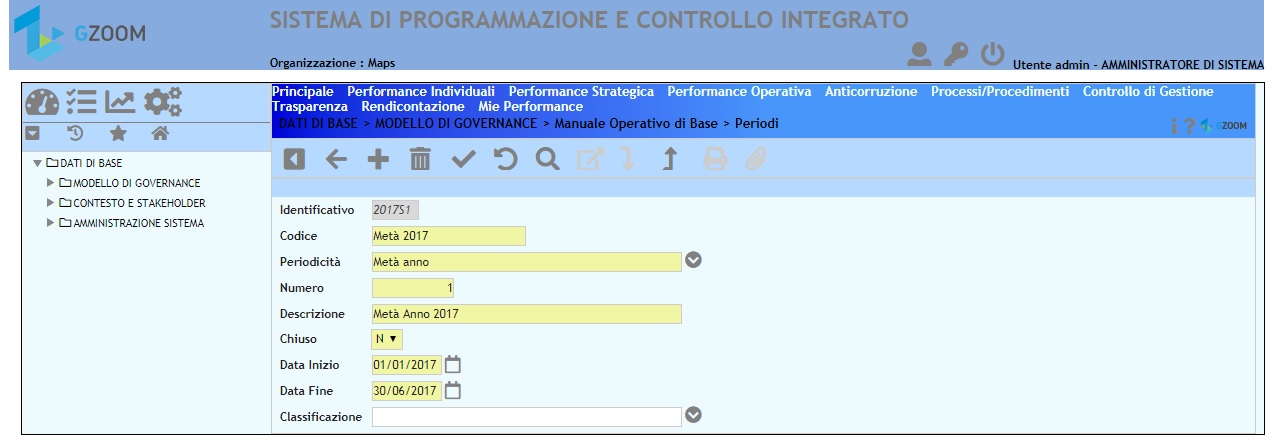 GZOOM
SISTEMA DI PROGRAMMAZIONE E CONTROLLO INTEGRATO
Organizzazione : Maps
Utente admin - AMMINISTRATORE DI SISTEMA
Principale Performance Individuali Performance Strategica Performance Operativa Anticorruzione Processi/Procedimenti Controllo di Gestione
Trasparenza Rendicontazione Mie Performance
DATI DI BASE > MODELLO DI GOVERNANCE > Manuale Operativo di Base > Periodi
GZOOM
DATI DI BASE
MODELLO DI GOVERNANCE
CONTESTO E STAKEHOLDER
AMMINISTRAZIONE SISTEMA
Identificativo 2017S1
Codice Metà 2017
Periodicità Metà anno
Numero 1
Descrizione Metà Anno 2017
Chiuso N
Data Inizio 01/01/2017
Data Fine 30/06/2017
Classificazione